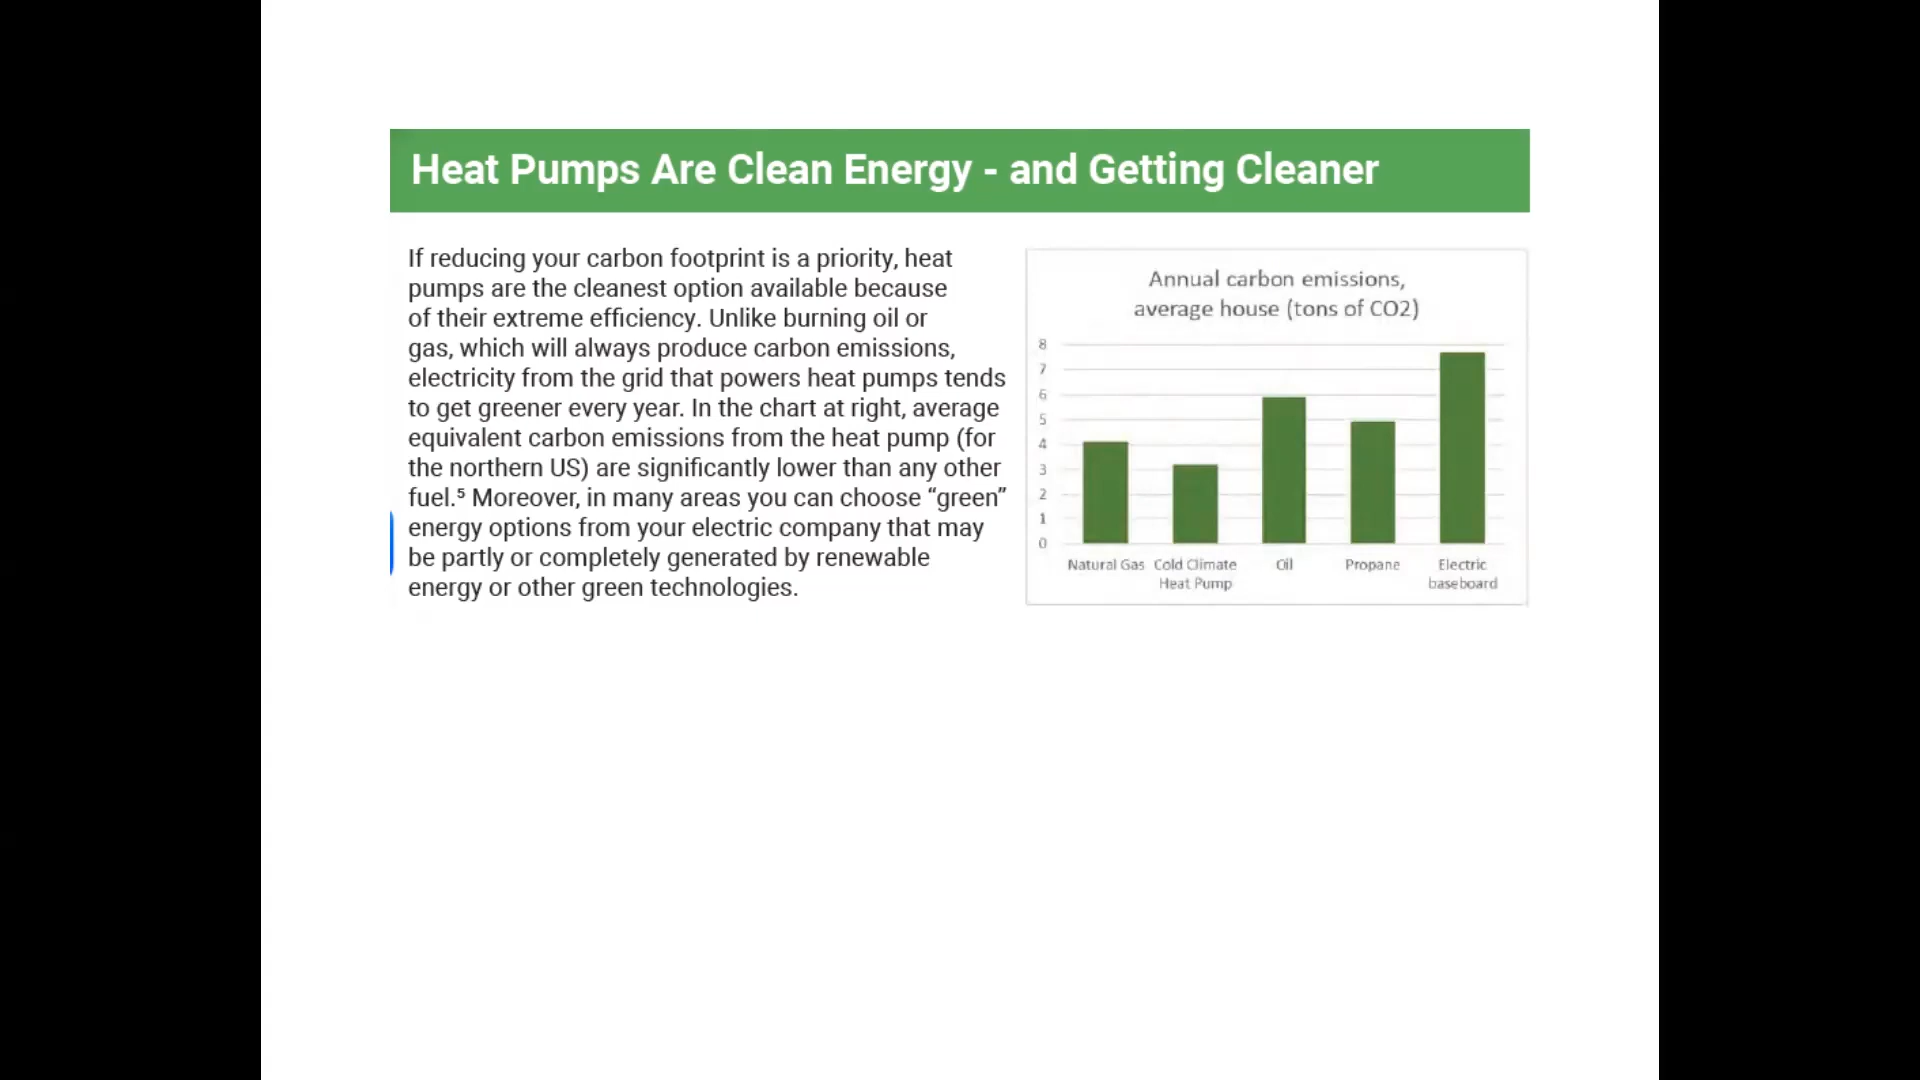 Heat Pumps Are Clean Energy - and Getting Cleaner
If reducing your carbon footprint is a priority, heat
pumps are the cleanest option available because
of their extreme efficiency. Unlike burning oil or
gas, which will always produce carbon emissions,
electricity from the grid that powers heat pumps tends
to get greener every year. In the chart at right, average
equivalent carbon emissions from the heat pump (for
the northern US) are significantly lower than any other
fuel.⁵ Moreover, in many areas you can choose “green”
energy options from your electric company that may
be partly or completely generated by renewable
energy or other green technologies.
Annual carbon emissions,
average house (tons of CO2)
8
7
6
5
4
3
2
1
0
Natural Gas Cold Climate Oil Propane Electric
Heat Pump baseboard